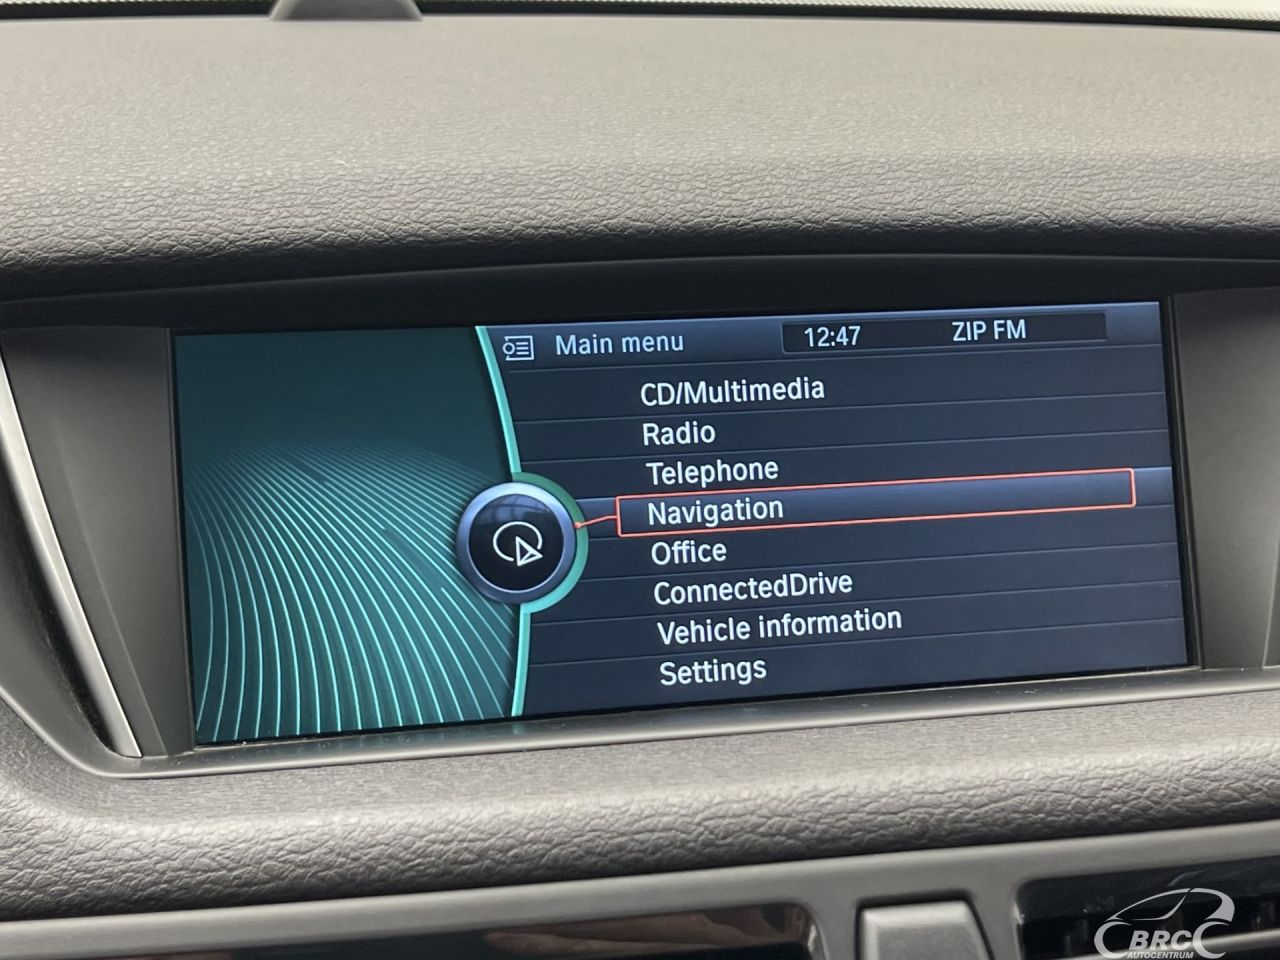 Main menu 12:47 ZIP FM
CD/Multimedia
Radio
Telephone
Navigation
Office
ConnectedDrive
Vehicle information
Settings
BRC
AUTOCENTRUM